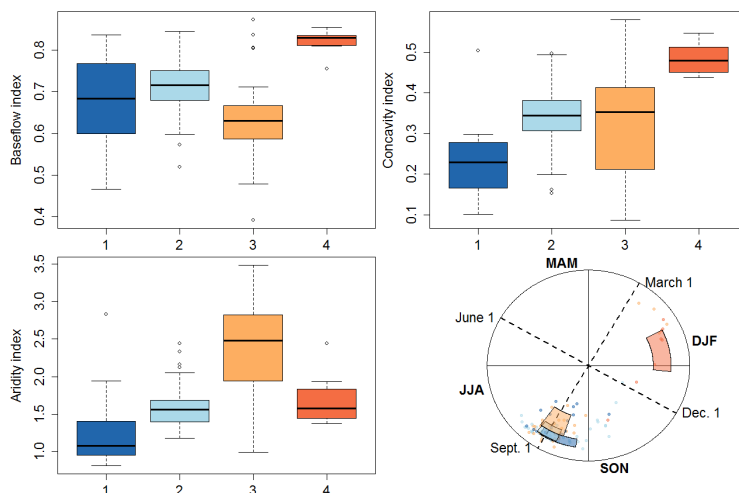 Baseflow index
0.8
0.7
0.6
0.5
0.4
1 2 3 4
Concavity index
0.5
0.4
0.3
0.2
0.1
1 2 3 4
Aridity index
3.5
3.0
2.5
2.0
1.5
1.0
1 2 3 4
MAM
March 1
June 1
DJF
JJA
Dec. 1
Sept. 1
SON